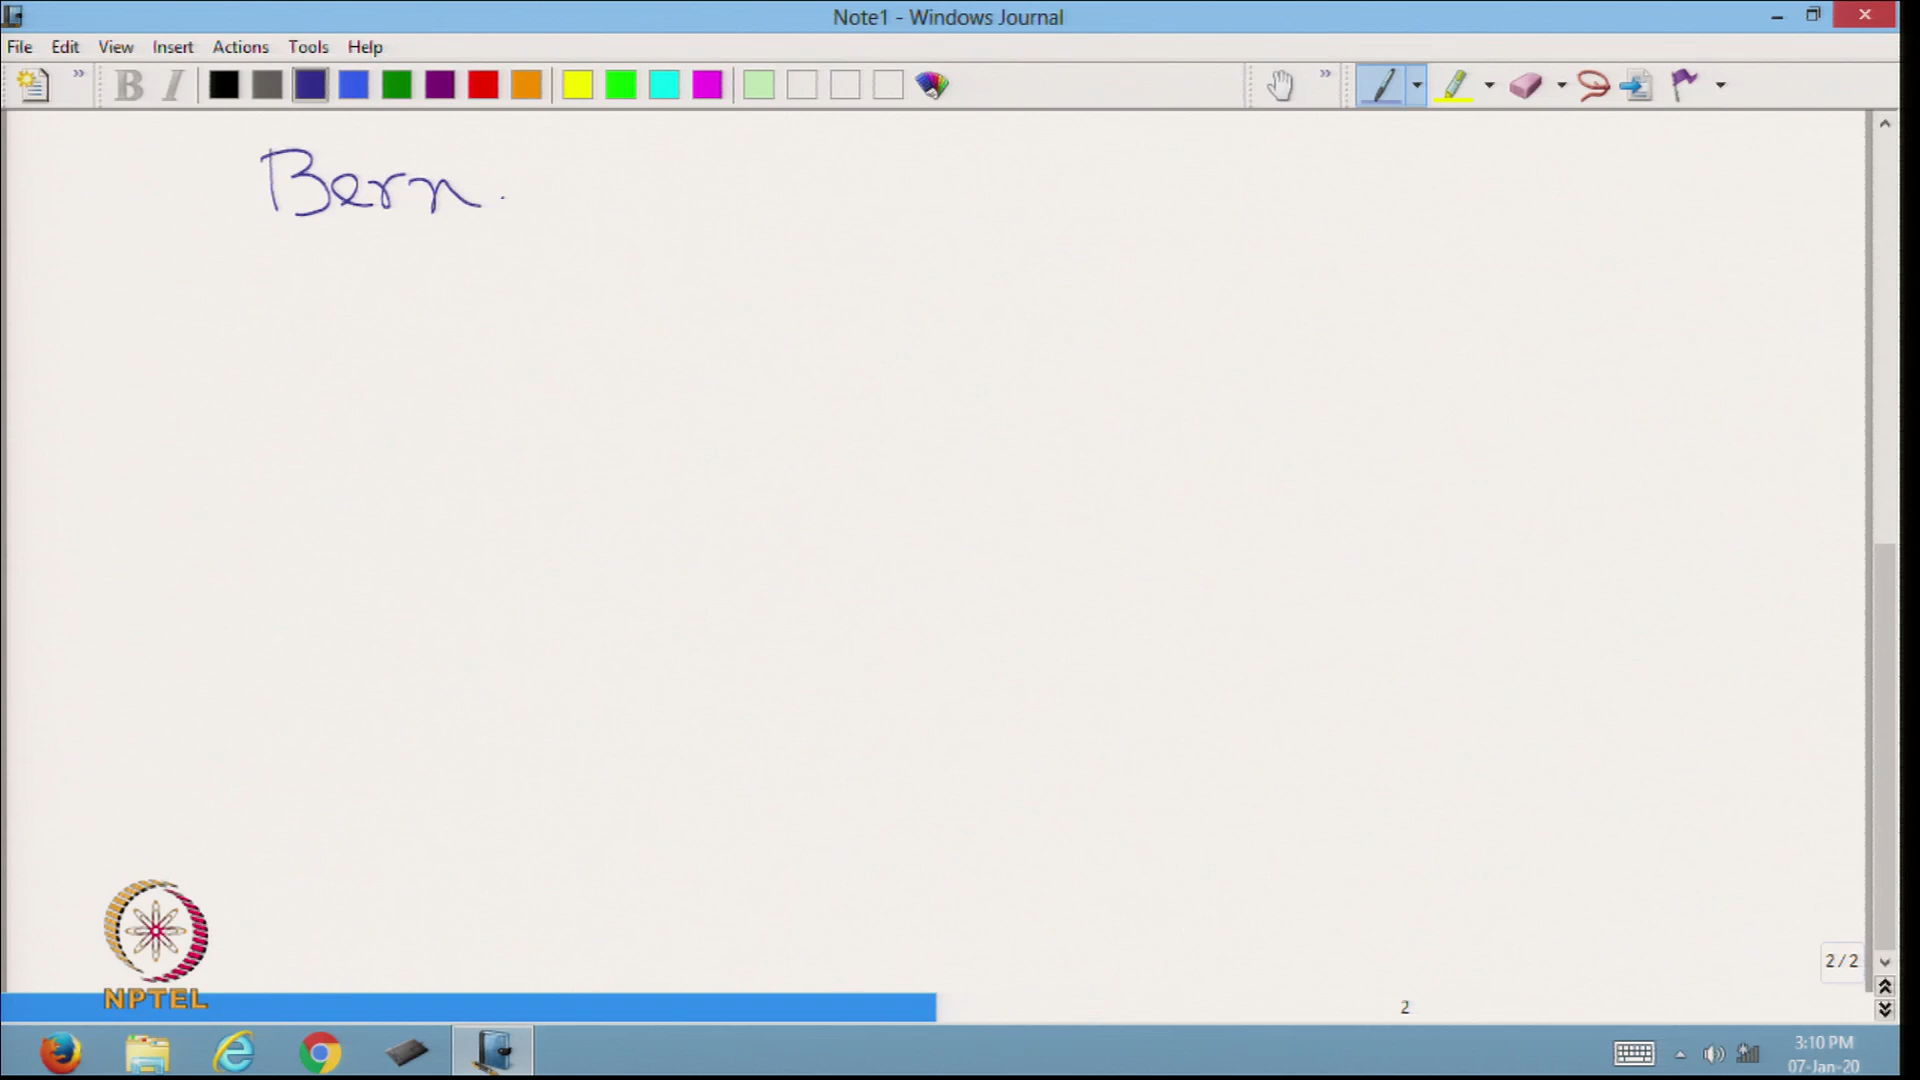 Note1 - Windows Journal
File Edit View Insert Actions Tools Help
B I
Bern.
2 / 2
NPTEL
2
3:10 PM
07-Jan-20